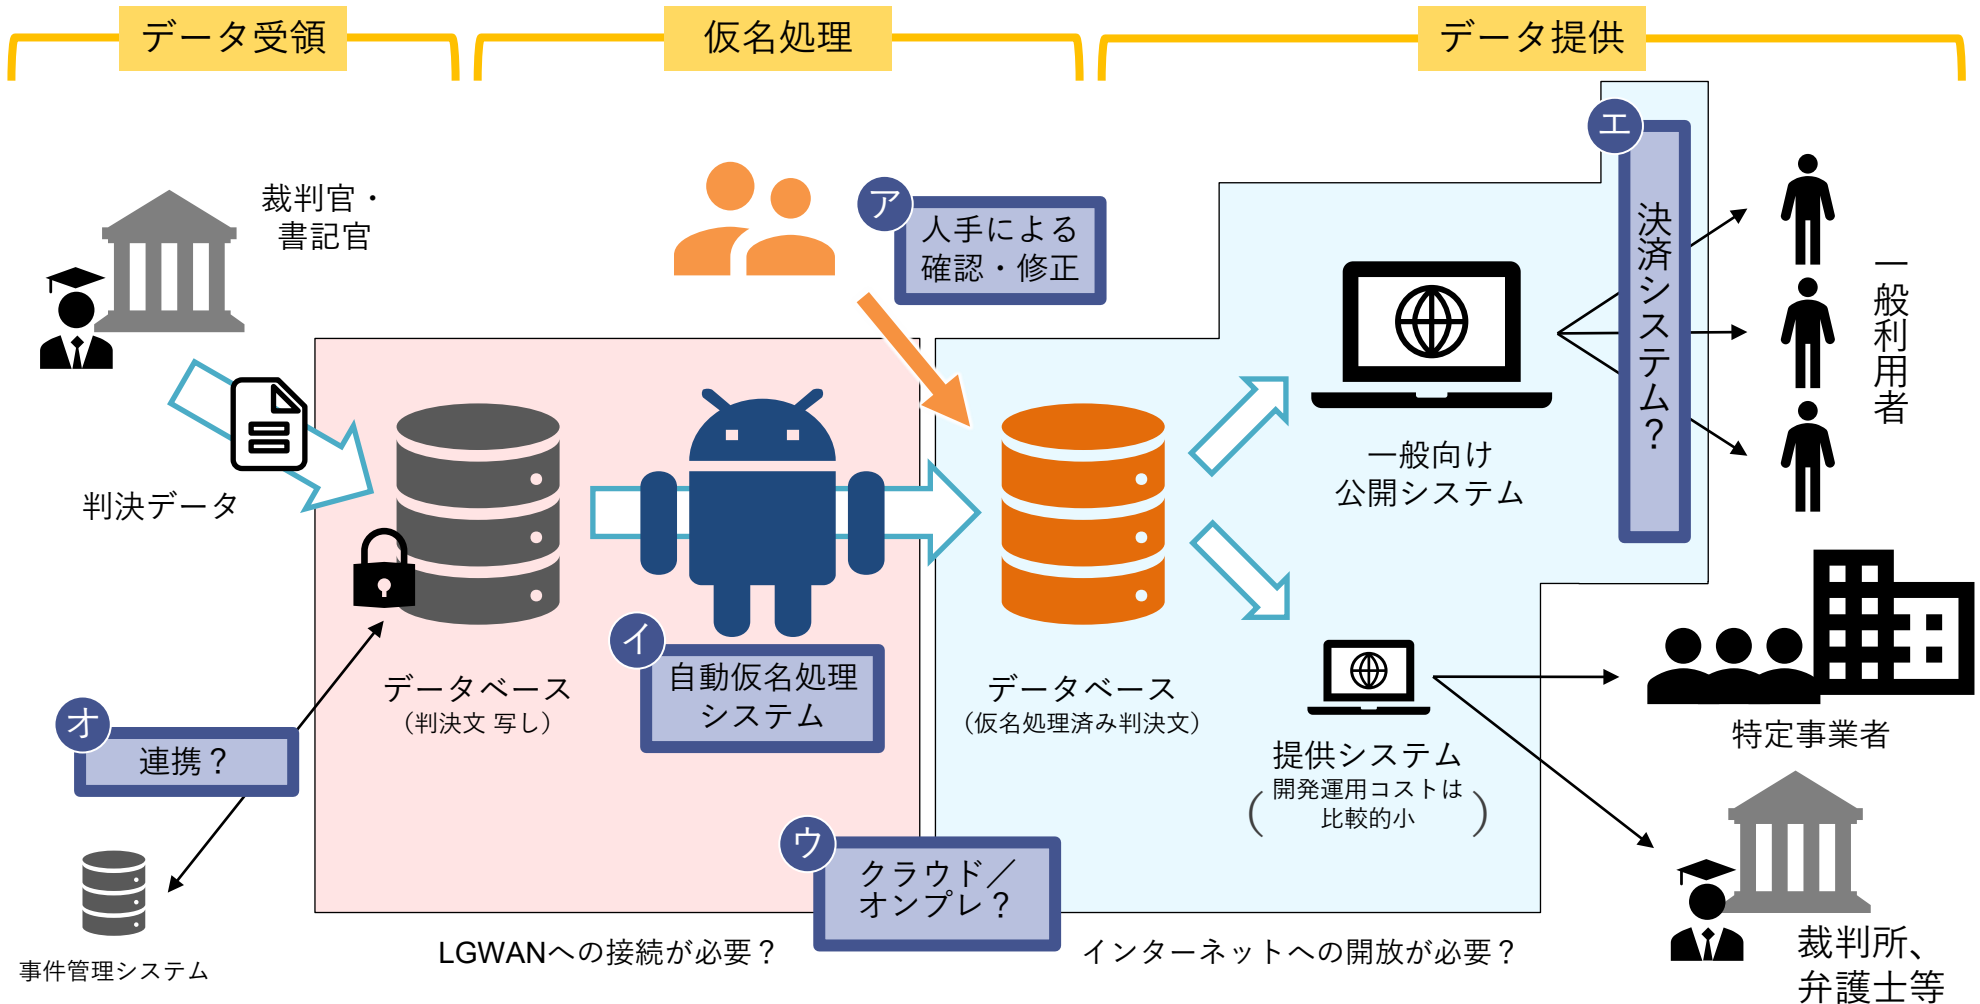 データ受領
仮名処理
データ提供
裁判官・
書記官
判決データ
ア
人手による
確認・修正
エ
決済システム？
一般利用者
一般向け
公開システム
データベース
（判決文 写し）
イ
自動仮名処理
システム
データベース
（仮名処理済み判決文）
提供システム
（開発運用コストは
比較的小）
特定事業者
オ
連携？
ウ
クラウド／
オンプレ？
事件管理システム
LGWANへの接続が必要？
インターネットへの開放が必要？
裁判所、
弁護士等